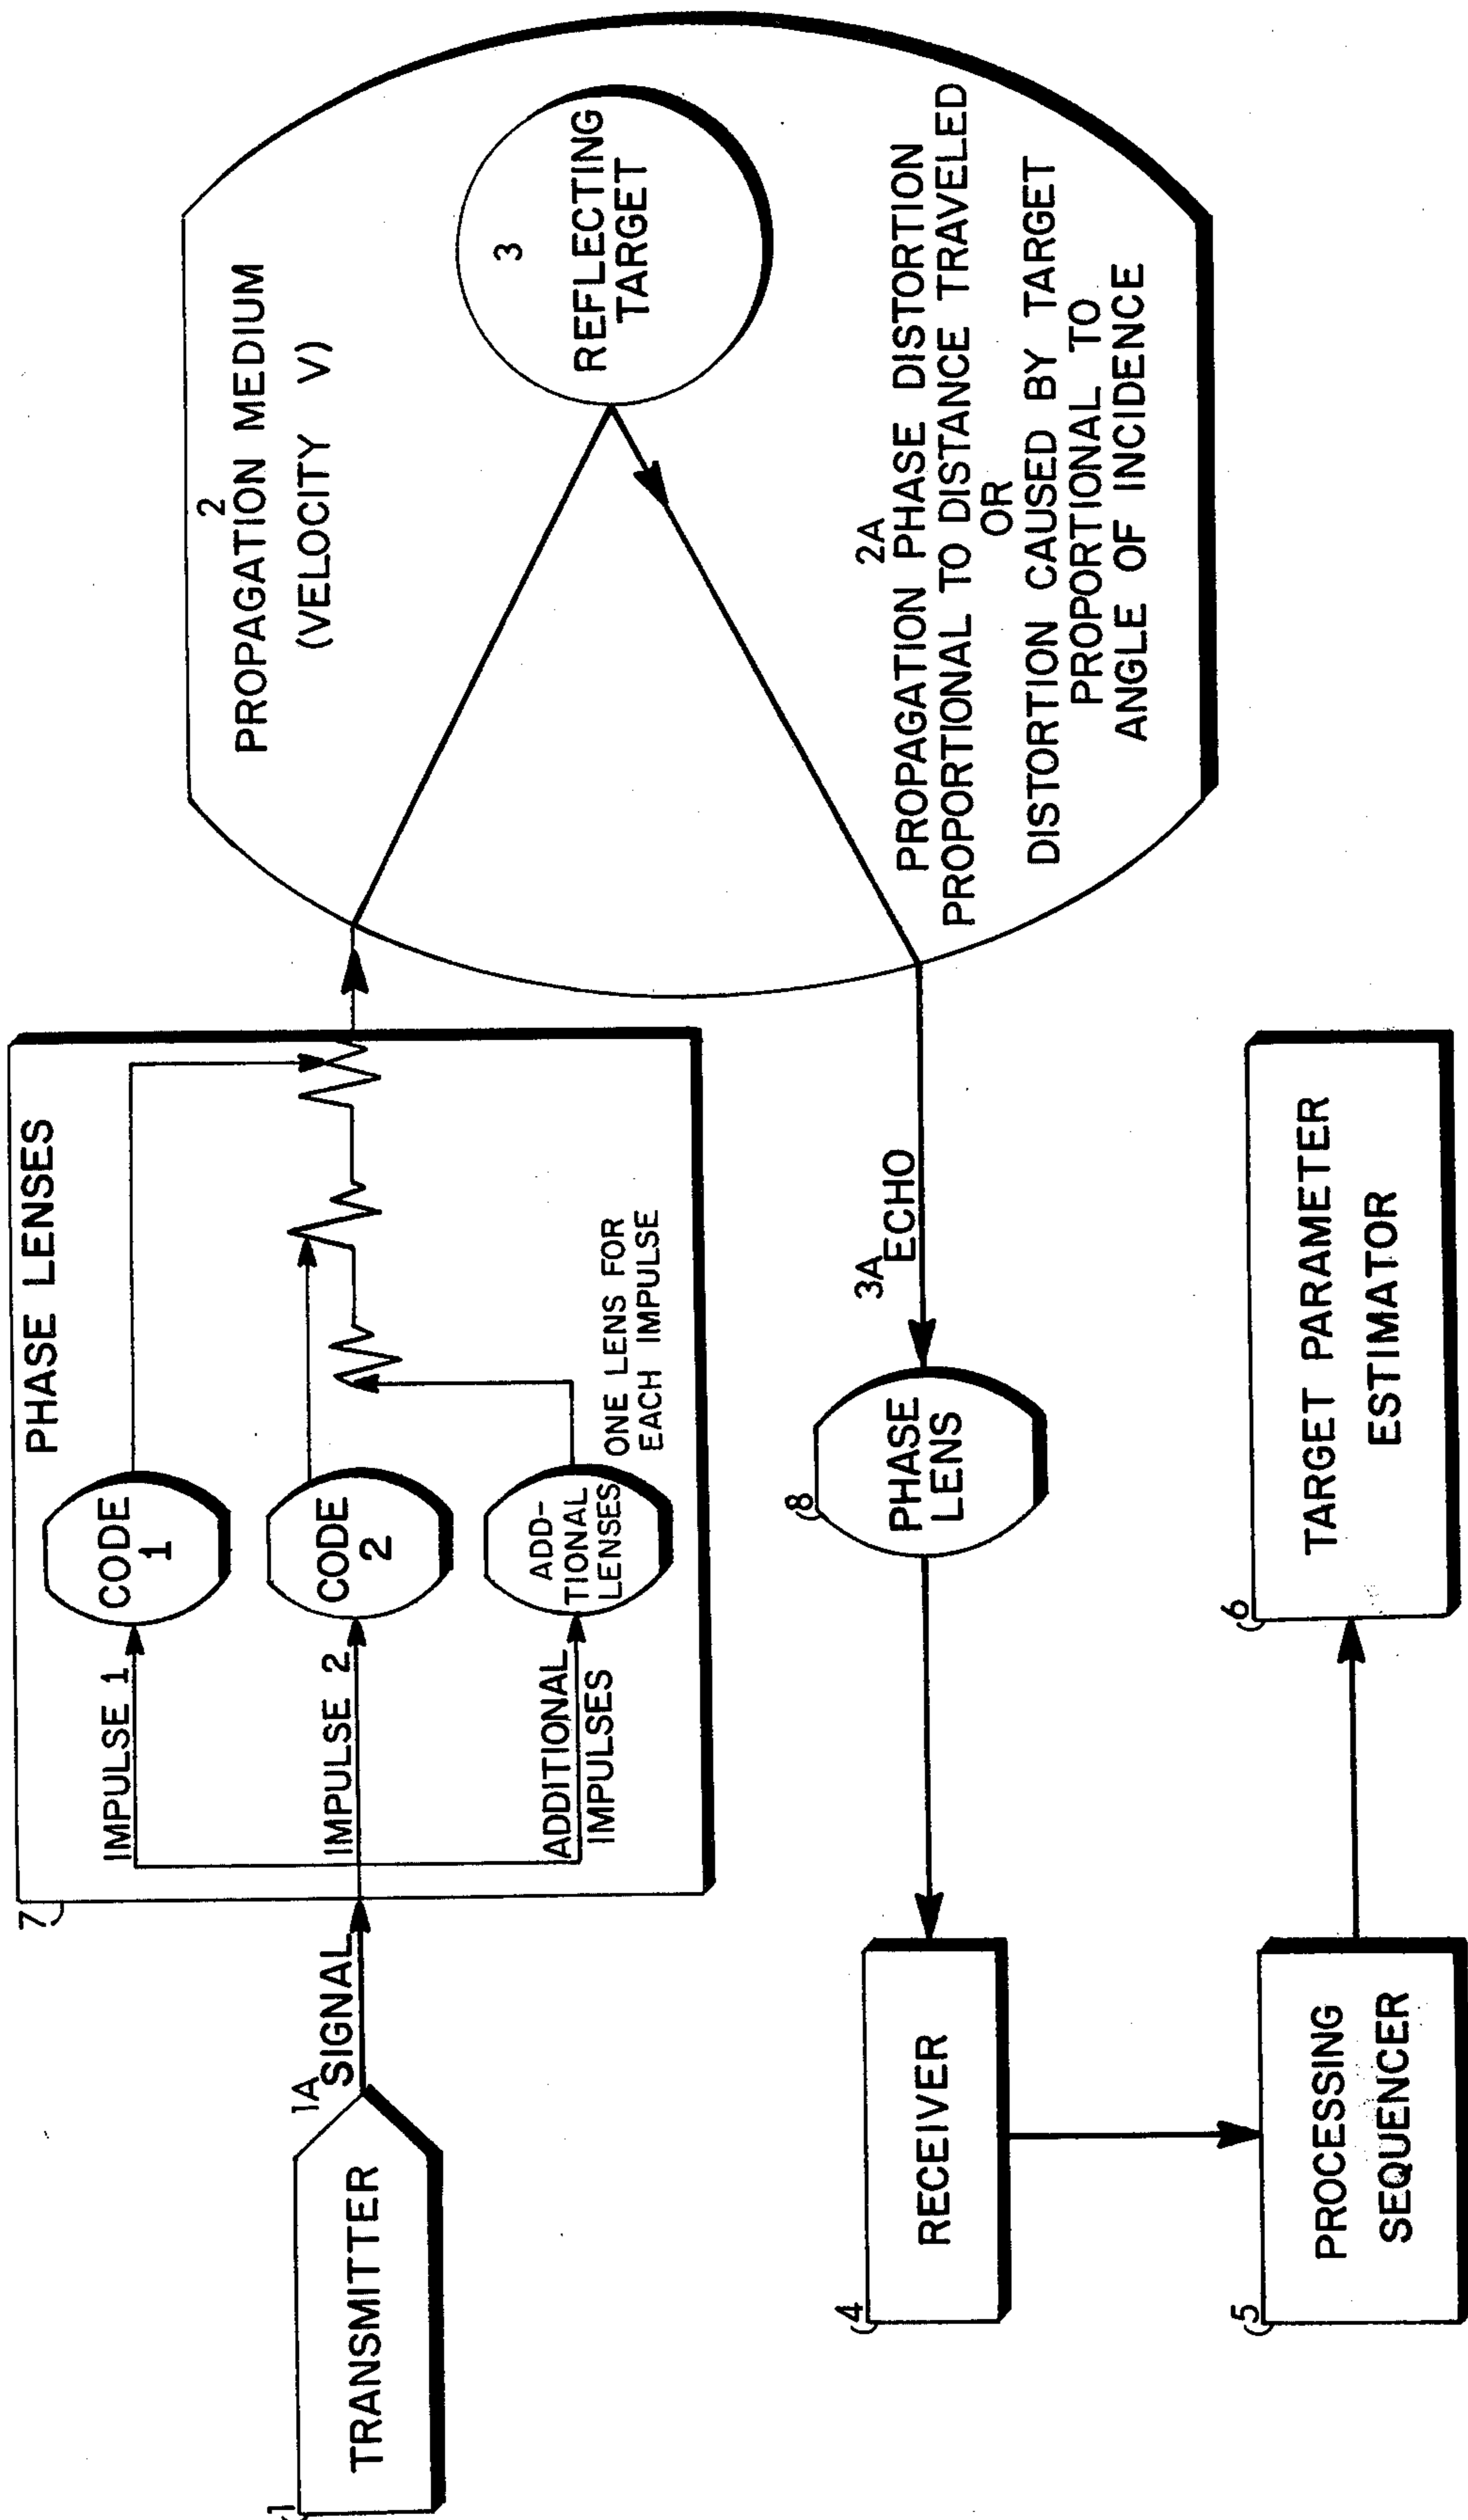 PHASE LENSES
7
IMPULSE 1
CODE
1
IMPULSE 2
CODE
2
ADDITIONAL
IMPULSES
ADD-
TIONAL
LENSES
ONE LENS FOR
EACH IMPULSE
1
TRANSMITTER
1A
SIGNAL
2
PROPAGATION MEDIUM
(VELOCITY V)
3
REFLECTING
TARGET
2A
PROPAGATION PHASE DISTORTION
PROPORTIONAL TO DISTANCE TRAVELED
OR
DISTORTION CAUSED BY TARGET
PROPORTIONAL TO
ANGLE OF INCIDENCE
3A
ECHO
8
PHASE
LENS
4
RECEIVER
5
PROCESSING
SEQUENCER
6
TARGET PARAMETER
ESTIMATOR